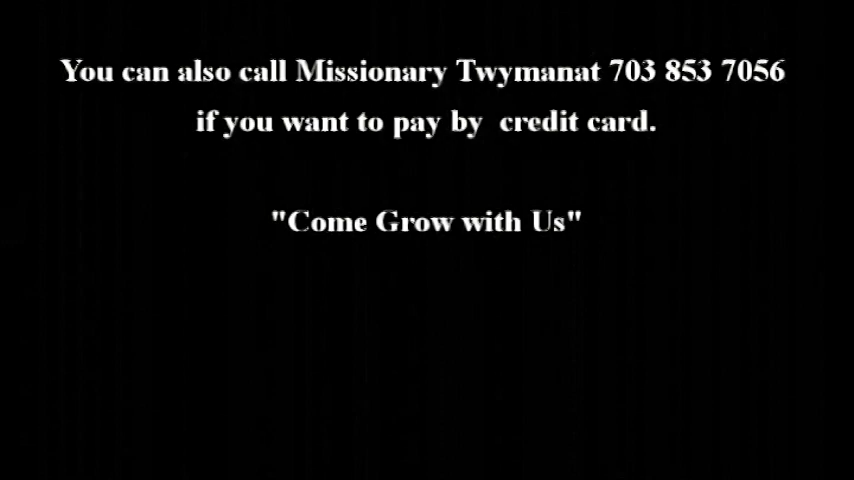 You can also call Missionary Twymanat 703 853 7056
if you want to pay by  credit card.
"Come Grow with Us"